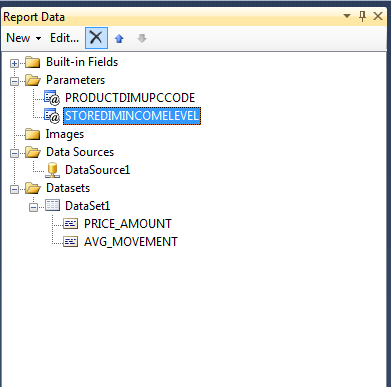 Report Data
New Edit...
Built-in Fields
Parameters
PRODUCTDIMUPCCODE
STOREDIMINCOMELEVEL
Images
Data Sources
DataSource1
Datasets
DataSet1
PRICE_AMOUNT
AVG_MOVEMENT